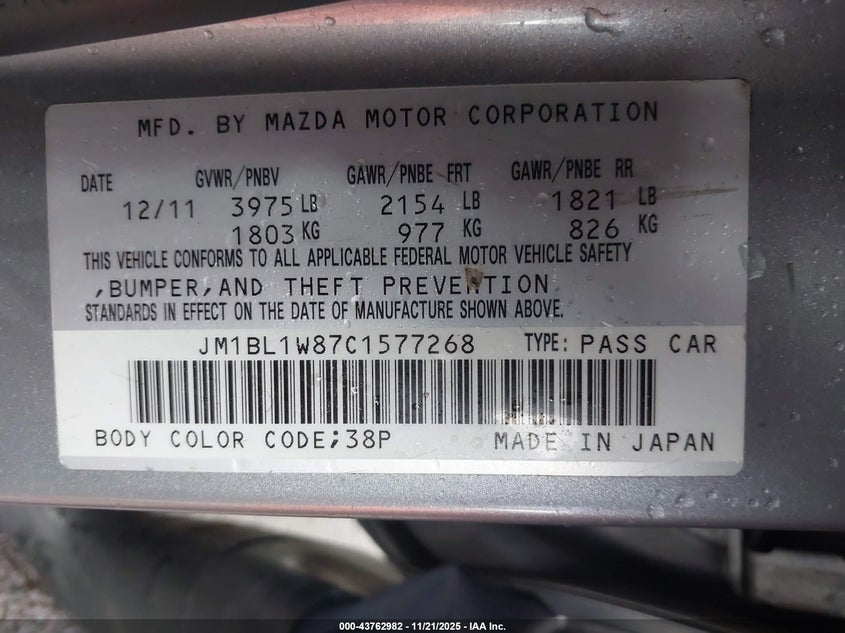 MFD. BY MAZDA MOTOR CORPORATION
DATE GVWR/PNBV GAWR/PNBE FRT GAWR/PNBE RR
12/11 3975 LB 2154 LB 1821 LB
1803 KG 977 KG 826 KG
THIS VEHICLE CONFORMS TO ALL APPLICABLE FEDERAL MOTOR VEHICLE SAFETY
,BUMPER,AND THEFT PREVENTION
STANDARDS IN EFFECT ON THE DATE OF MANUFACTURE SHOWN ABOVE.
JM1BL1W87C1577268 TYPE: PASS CAR
BODY COLOR CODE;38P MADE IN JAPAN
000-43762982 - 11/21/2025 - IAA Inc.